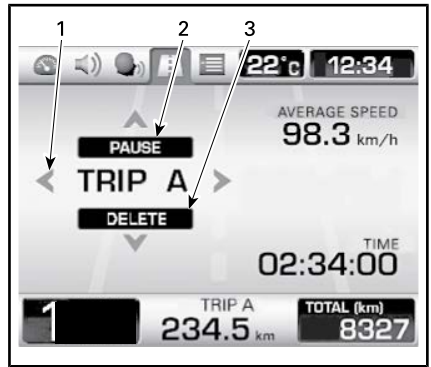 1 2 3
22°c 12:34
AVERAGE SPEED
98.3 km/h
PAUSE
TRIP A
DELETE
TIME
02:34:00
1
TRIP A
234.5 km
TOTAL (km)
8327